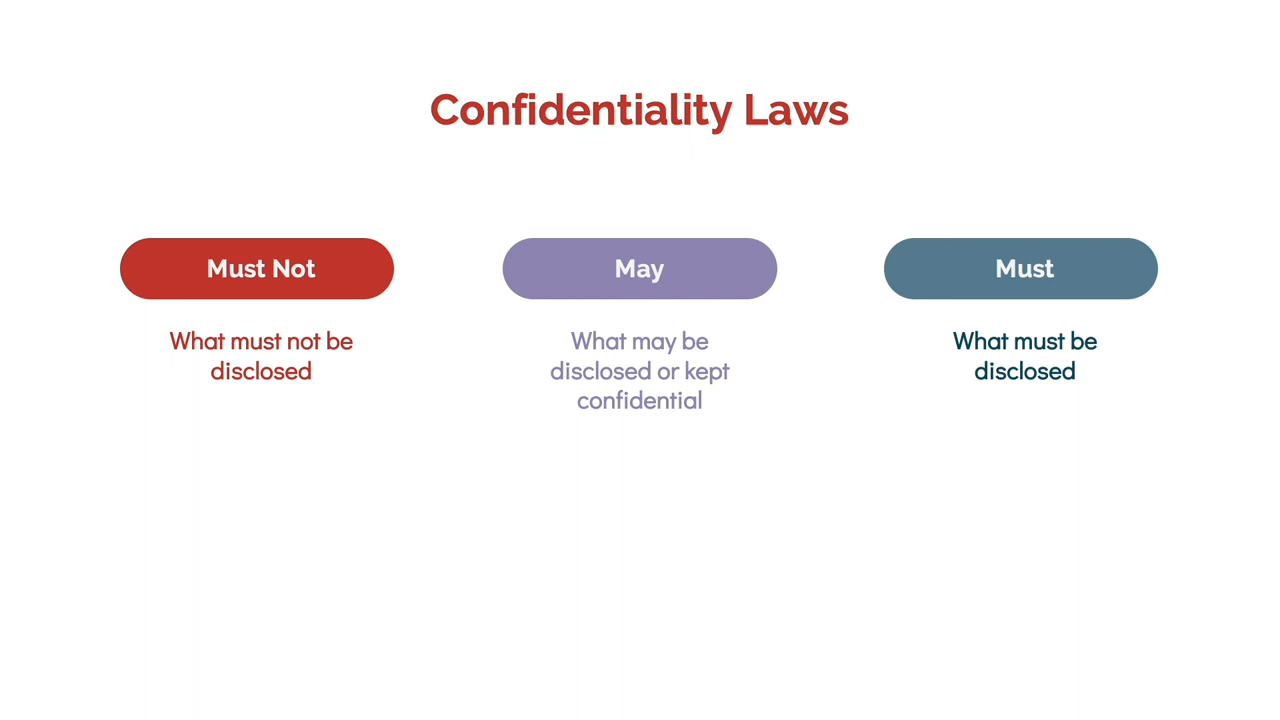 Confidentiality Laws
Must Not
What must not be
disclosed
May
What may be
disclosed or kept
confidential
Must
What must be
disclosed